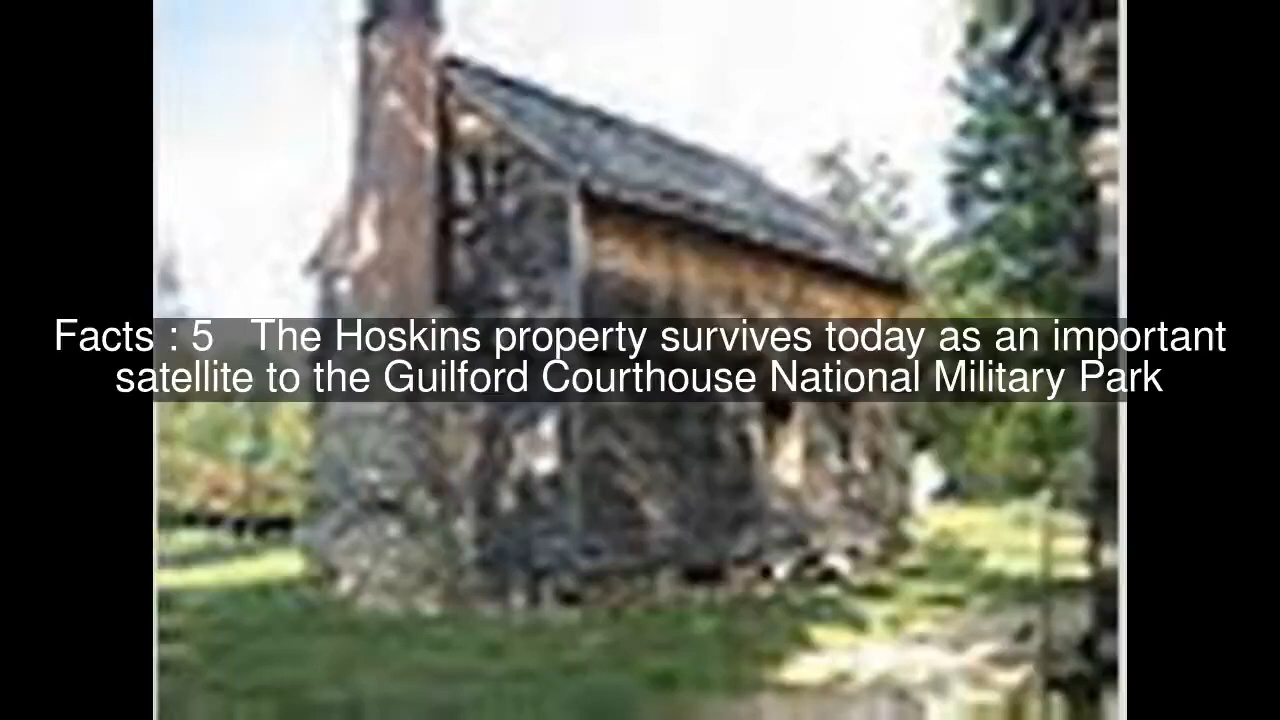 Facts : 5   The Hoskins property survives today as an important
satellite to the Guilford Courthouse National Military Park